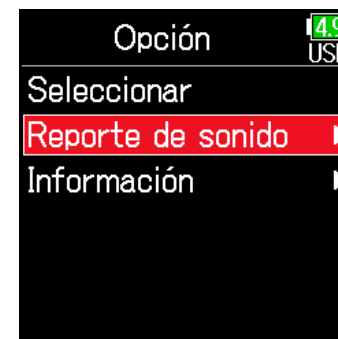 Opción
Seleccionar
Reporte de sonido
Información